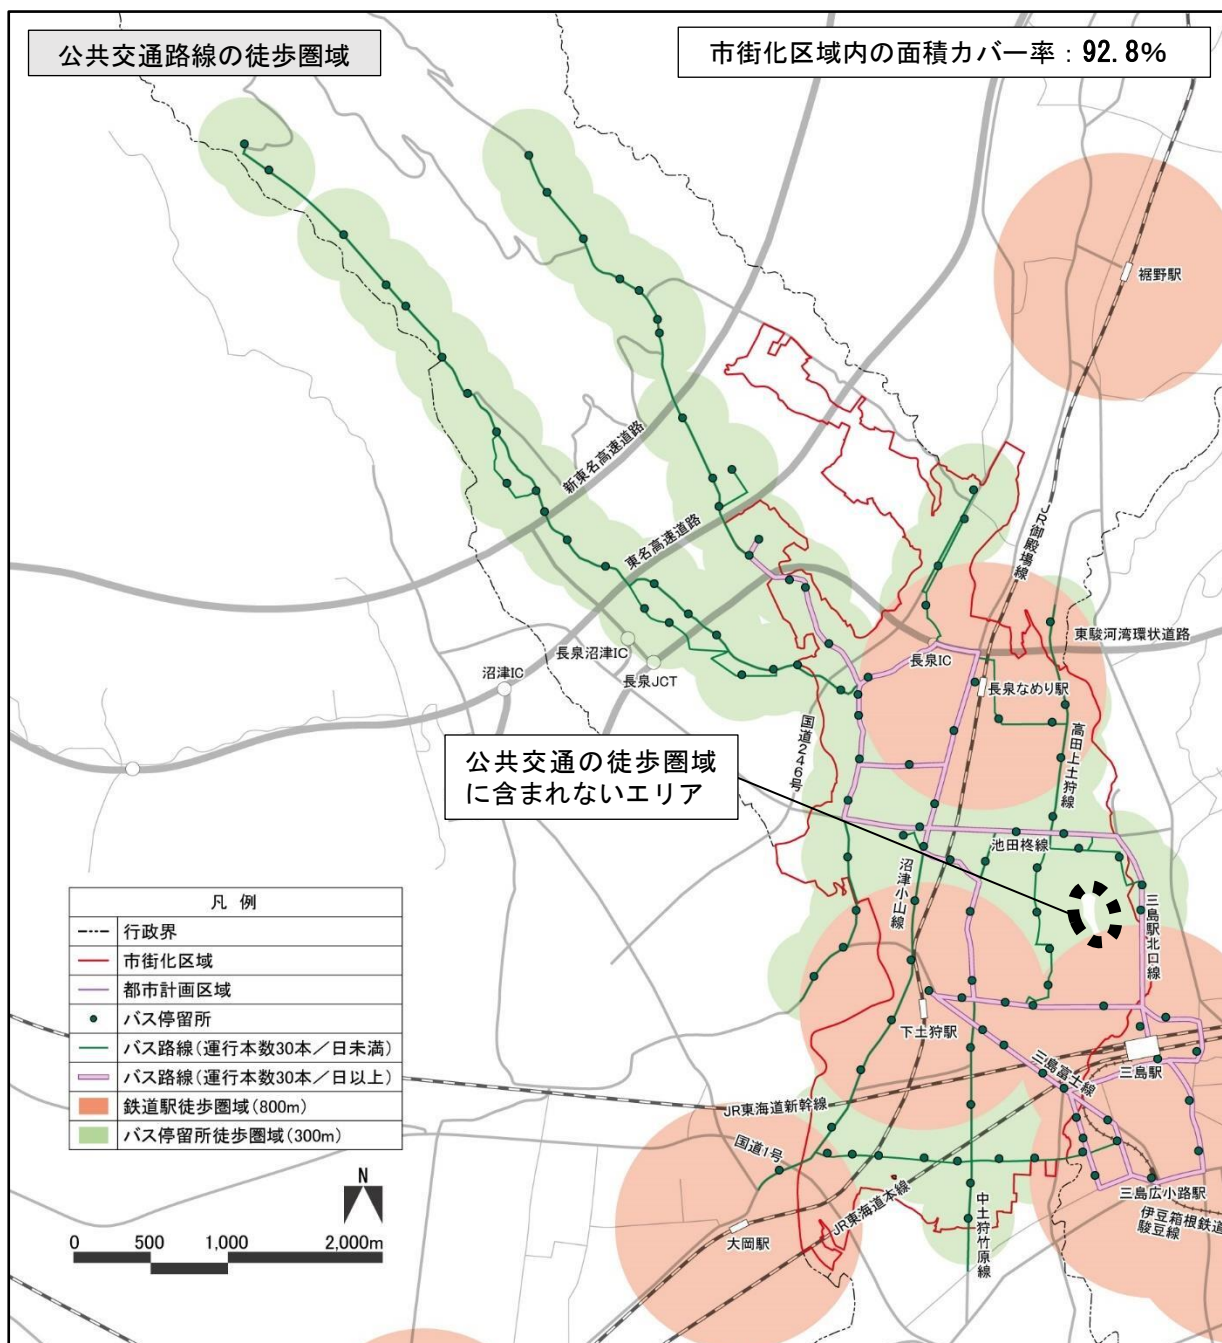 公共交通路線の徒歩圏域
市街化区域内の面積カバー率：92.8%
裾野駅
新東名高速道路
東名高速道路
JR御殿場線
東駿河湾環状道路
長泉沼津IC
長泉IC
沼津IC
長泉JCT
長泉なめり駅
国道246号
高田上土狩線
公共交通の徒歩圏域
に含まれないエリア
池田柊線
沼津小山線
三島駅北口線
凡 例
行政界
市街化区域
都市計画区域
バス停留所
バス路線(運行本数30本／日未満)
バス路線(運行本数30本／日以上)
鉄道駅徒歩圏域(800m)
バス停留所徒歩圏域(300m)
下土狩駅
三島富士線
三島駅
JR東海道新幹線
国道1号
JR東海道本線
三島広小路駅
中土狩竹原線
伊豆箱根鉄道
駿豆線
大岡駅
N
0 500 1,000 2,000m